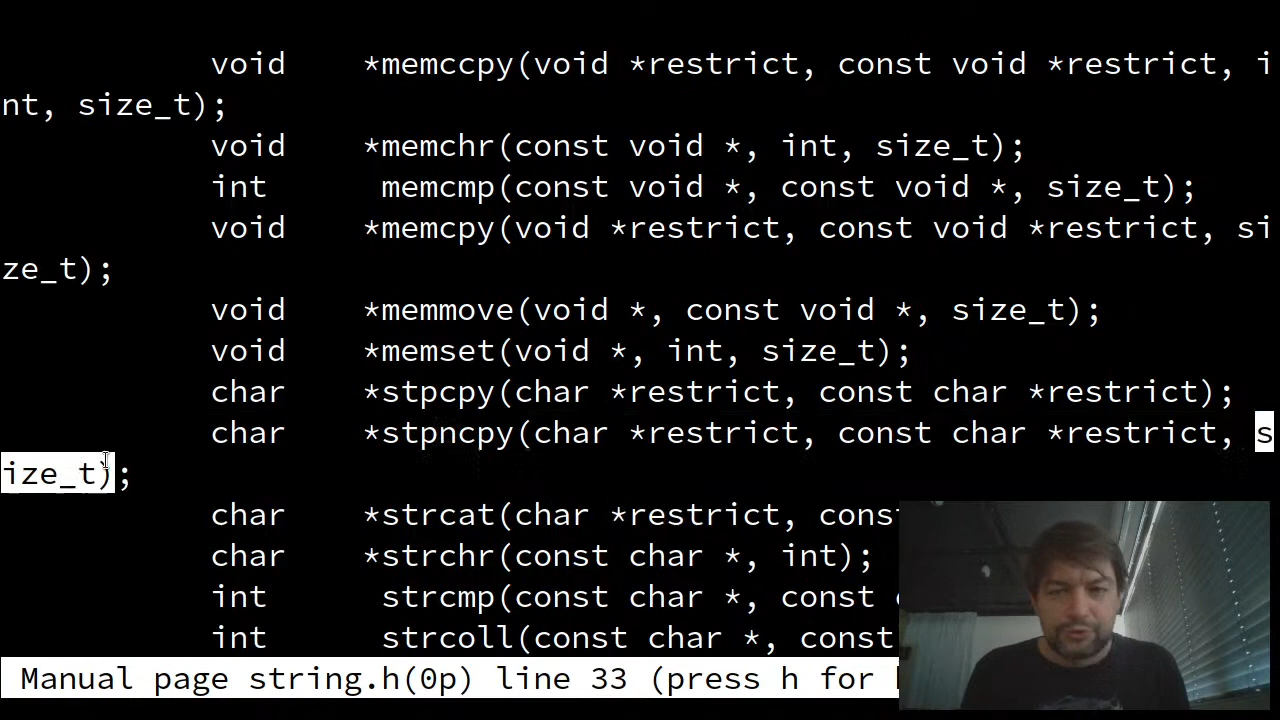 void    *memccpy(void *restrict, const void *restrict, i
nt, size_t);
void    *memchr(const void *, int, size_t);
int      memcmp(const void *, const void *, size_t);
void    *memcpy(void *restrict, const void *restrict, si
ze_t);
void    *memmove(void *, const void *, size_t);
void    *memset(void *, int, size_t);
char    *stpcpy(char *restrict, const char *restrict);
char    *stpncpy(char *restrict, const char *restrict, s
ize_t);
char    *strcat(char *restrict, cons
char    *strchr(const char *, int);
int      strcmp(const char *, const
int      strcoll(const char *, const
Manual page string.h(0p) line 33 (press h for